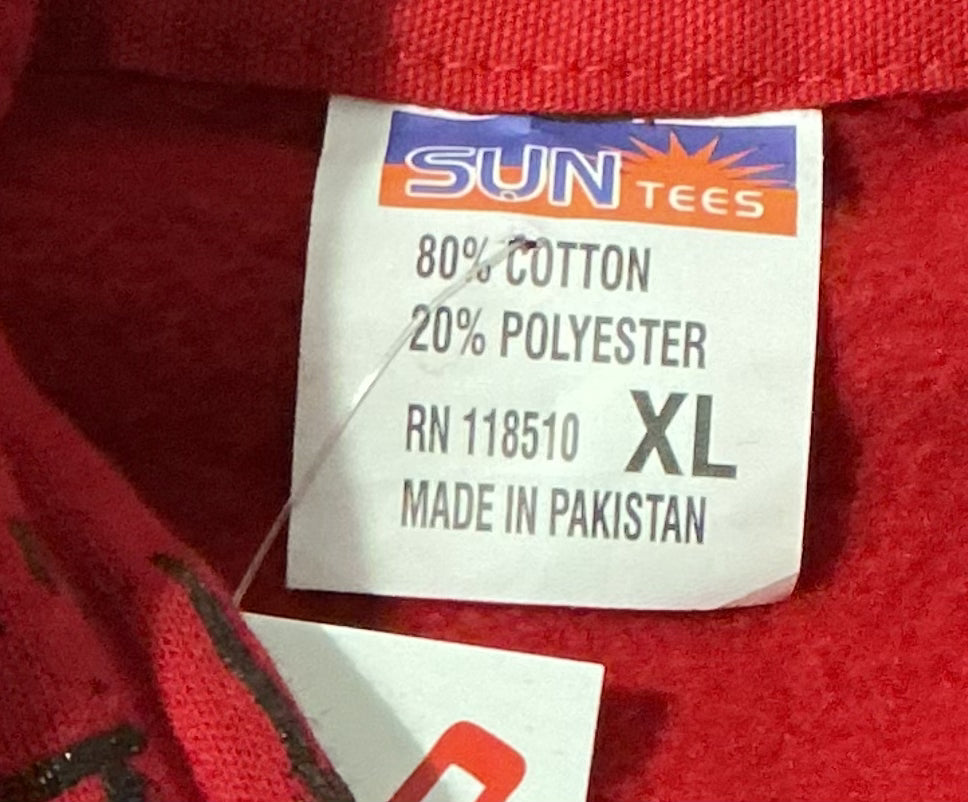 SUN TEES
80% COTTON
20% POLYESTER
RN 118510 XL
MADE IN PAKISTAN